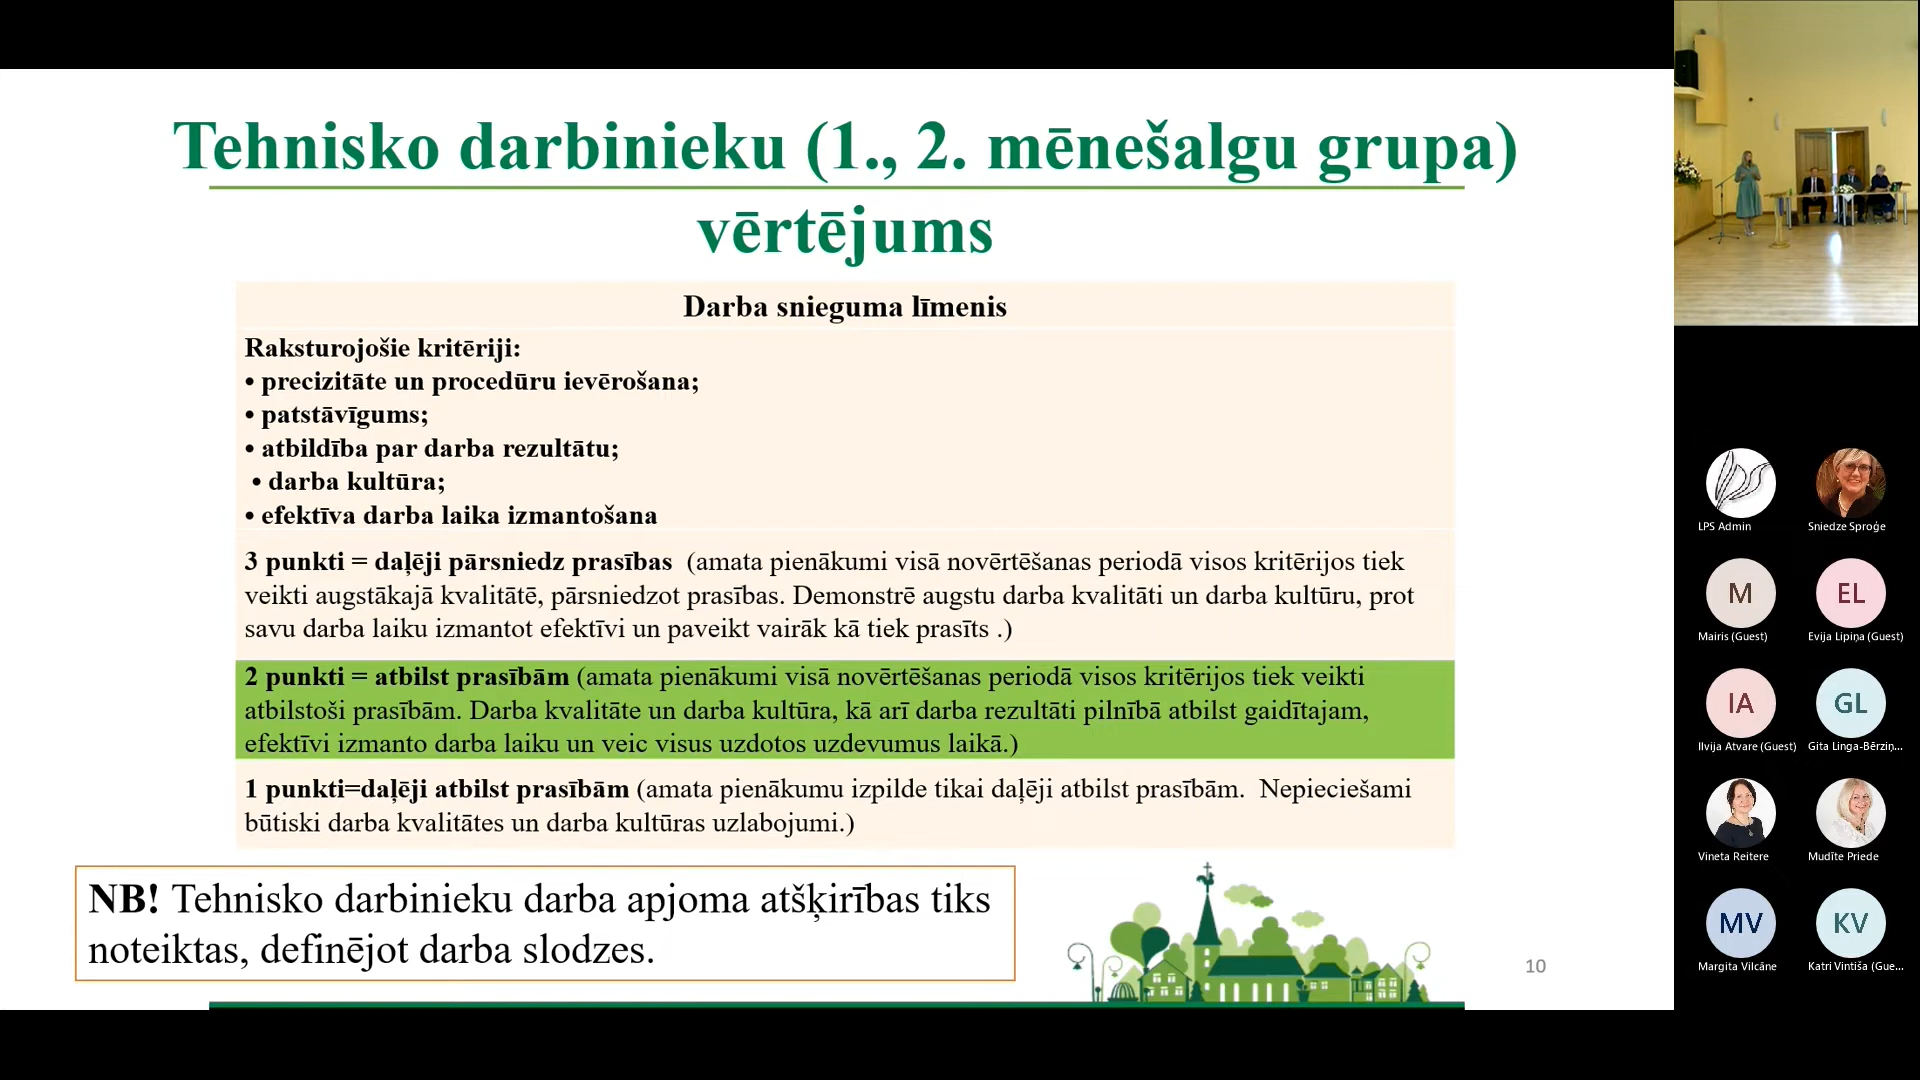 Tehnisko darbinieku (1., 2. mēnešalgu grupa)
vērtējums
Darba snieguma līmenis
Raksturojošie kritēriji:
• precizitāte un procedūru ievērošana;
• patstāvīgums;
• atbildība par darba rezultātu;
• darba kultūra;
• efektīva darba laika izmantošana
3 punkti = daļēji pārsniedz prasības (amata pienākumi visā novērtēšanas periodā visos kritērijos tiek
veikti augstākajā kvalitātē, pārsniedzot prasības. Demonstrē augstu darba kvalitāti un darba kultūru, prot
savu darba laiku izmantot efektīvi un paveikt vairāk kā tiek prasīts .)
2 punkti = atbilst prasībām (amata pienākumi visā novērtēšanas periodā visos kritērijos tiek veikti
atbilstoši prasībām. Darba kvalitāte un darba kultūra, kā arī darba rezultāti pilnībā atbilst gaidītajam,
efektīvi izmanto darba laiku un veic visus uzdotos uzdevumus laikā.)
1 punkti=daļēji atbilst prasībām (amata pienākumu izpilde tikai daļēji atbilst prasībām. Nepieciešami
būtiski darba kvalitātes un darba kultūras uzlabojumi.)
NB! Tehnisko darbinieku darba apjoma atšķirības tiks
noteiktas, definējot darba slodzes.
10
LPS Admin
Sniedze Sproģe
M
EL
Mairis (Guest)
Evija Lipiņa (Guest)
IA
GL
Ilvija Atvare (Guest)
Gita Linga-Bērziņ...
Vineta Reitere
Mudīte Priede
MV
KV
Margita Vilcāne
Katri Vintiša (Gue...